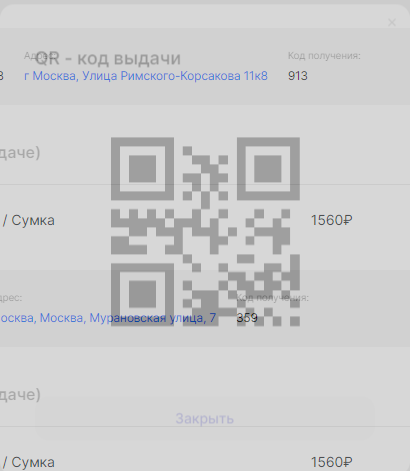 QR - код выдачи
Адрес: Код получения:
г Москва, Улица Римского-Корсакова 11к8 913
даче)
/ Сумка 1560₽
дрес: Код получения:
осква, Москва, Мурановская улица, 7 359
даче)
Закрыть
/ Сумка 1560₽